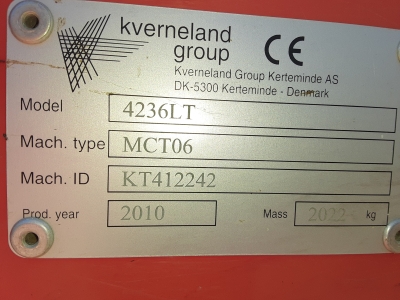 kverneland
group
CE
Kverneland Group Kerteminde AS
DK-5300 Kerteminde - Denmark
Model 4236LT
Mach. type MCT06
Mach. ID KT412242
Prod. year 2010 Mass 2022 kg